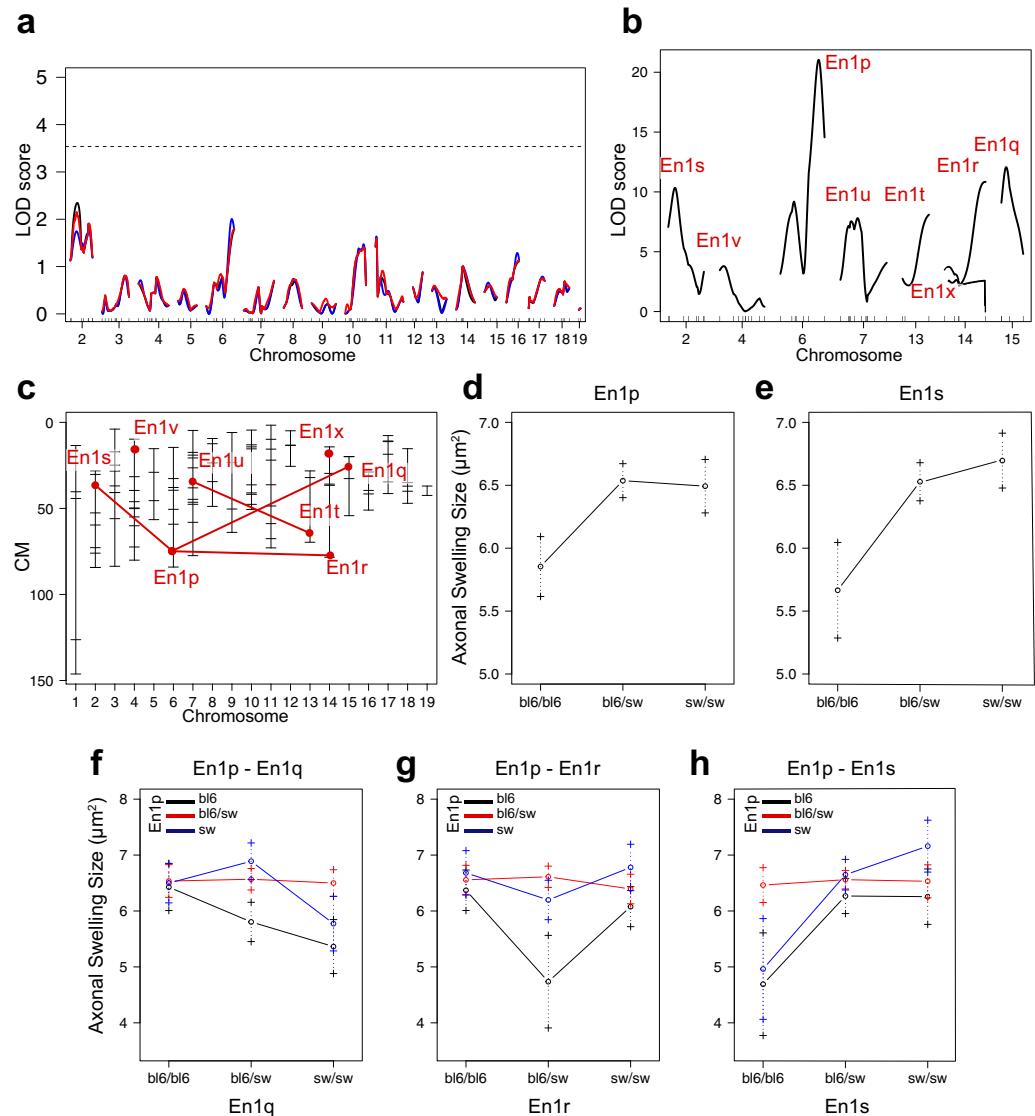 a
5
4
3
2
1
0
LOD score
2 3 4 5 6 7 8 9 10 11 12 13 14 15 16 17 18 19
Chromosome
b
20
15
10
5
0
LOD score
En1p
En1s
En1v
En1u
En1t
En1r
En1q
En1x
2 4 6 7 13 14 15
Chromosome
c
0
50
100
150
CM
En1v
En1s
En1u
En1x
En1q
En1t
En1p
En1r
1 2 3 4 5 6 7 8 9 10 11 12 13 14 15 16 17 18 19
Chromosome
d
En1p
7.0
6.5
6.0
5.5
5.0
Axonal Swelling Size (µm²)
bl6/bl6 bl6/sw sw/sw
e
En1s
7.0
6.5
6.0
5.5
5.0
bl6/bl6 bl6/sw sw/sw
f
En1p - En1q
En1p
bl6
bl6/sw
sw
8
7
6
5
4
Axonal Swelling Size (µm²)
bl6/bl6 bl6/sw sw/sw
En1q
g
En1p - En1r
En1p
bl6
bl6/sw
sw
8
7
6
5
4
bl6/bl6 bl6/sw sw/sw
En1r
h
En1p - En1s
En1p
bl6
bl6/sw
sw
8
7
6
5
4
bl6/bl6 bl6/sw sw/sw
En1s